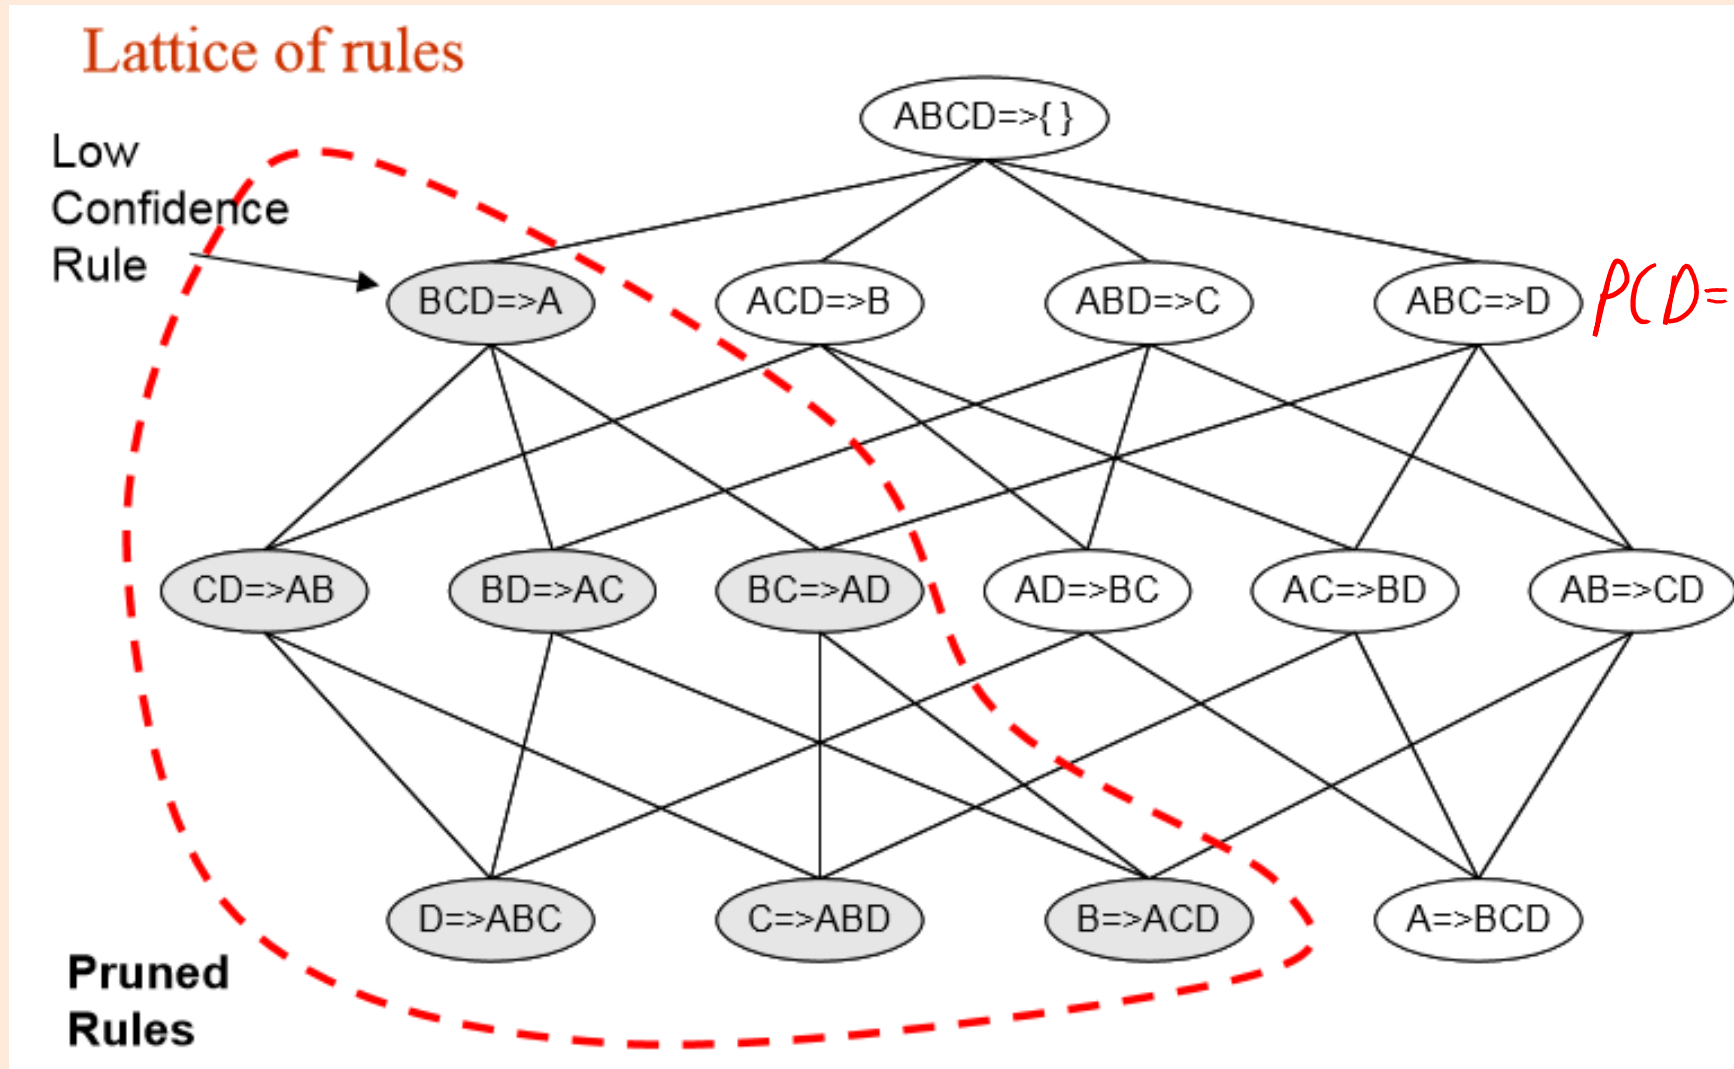 Lattice of rules
ABCD=>{ }
Low
Confidence
Rule
BCD=>A
ACD=>B
ABD=>C
ABC=>D
CD=>AB
BD=>AC
BC=>AD
AD=>BC
AC=>BD
AB=>CD
D=>ABC
C=>ABD
B=>ACD
A=>BCD
Pruned
Rules